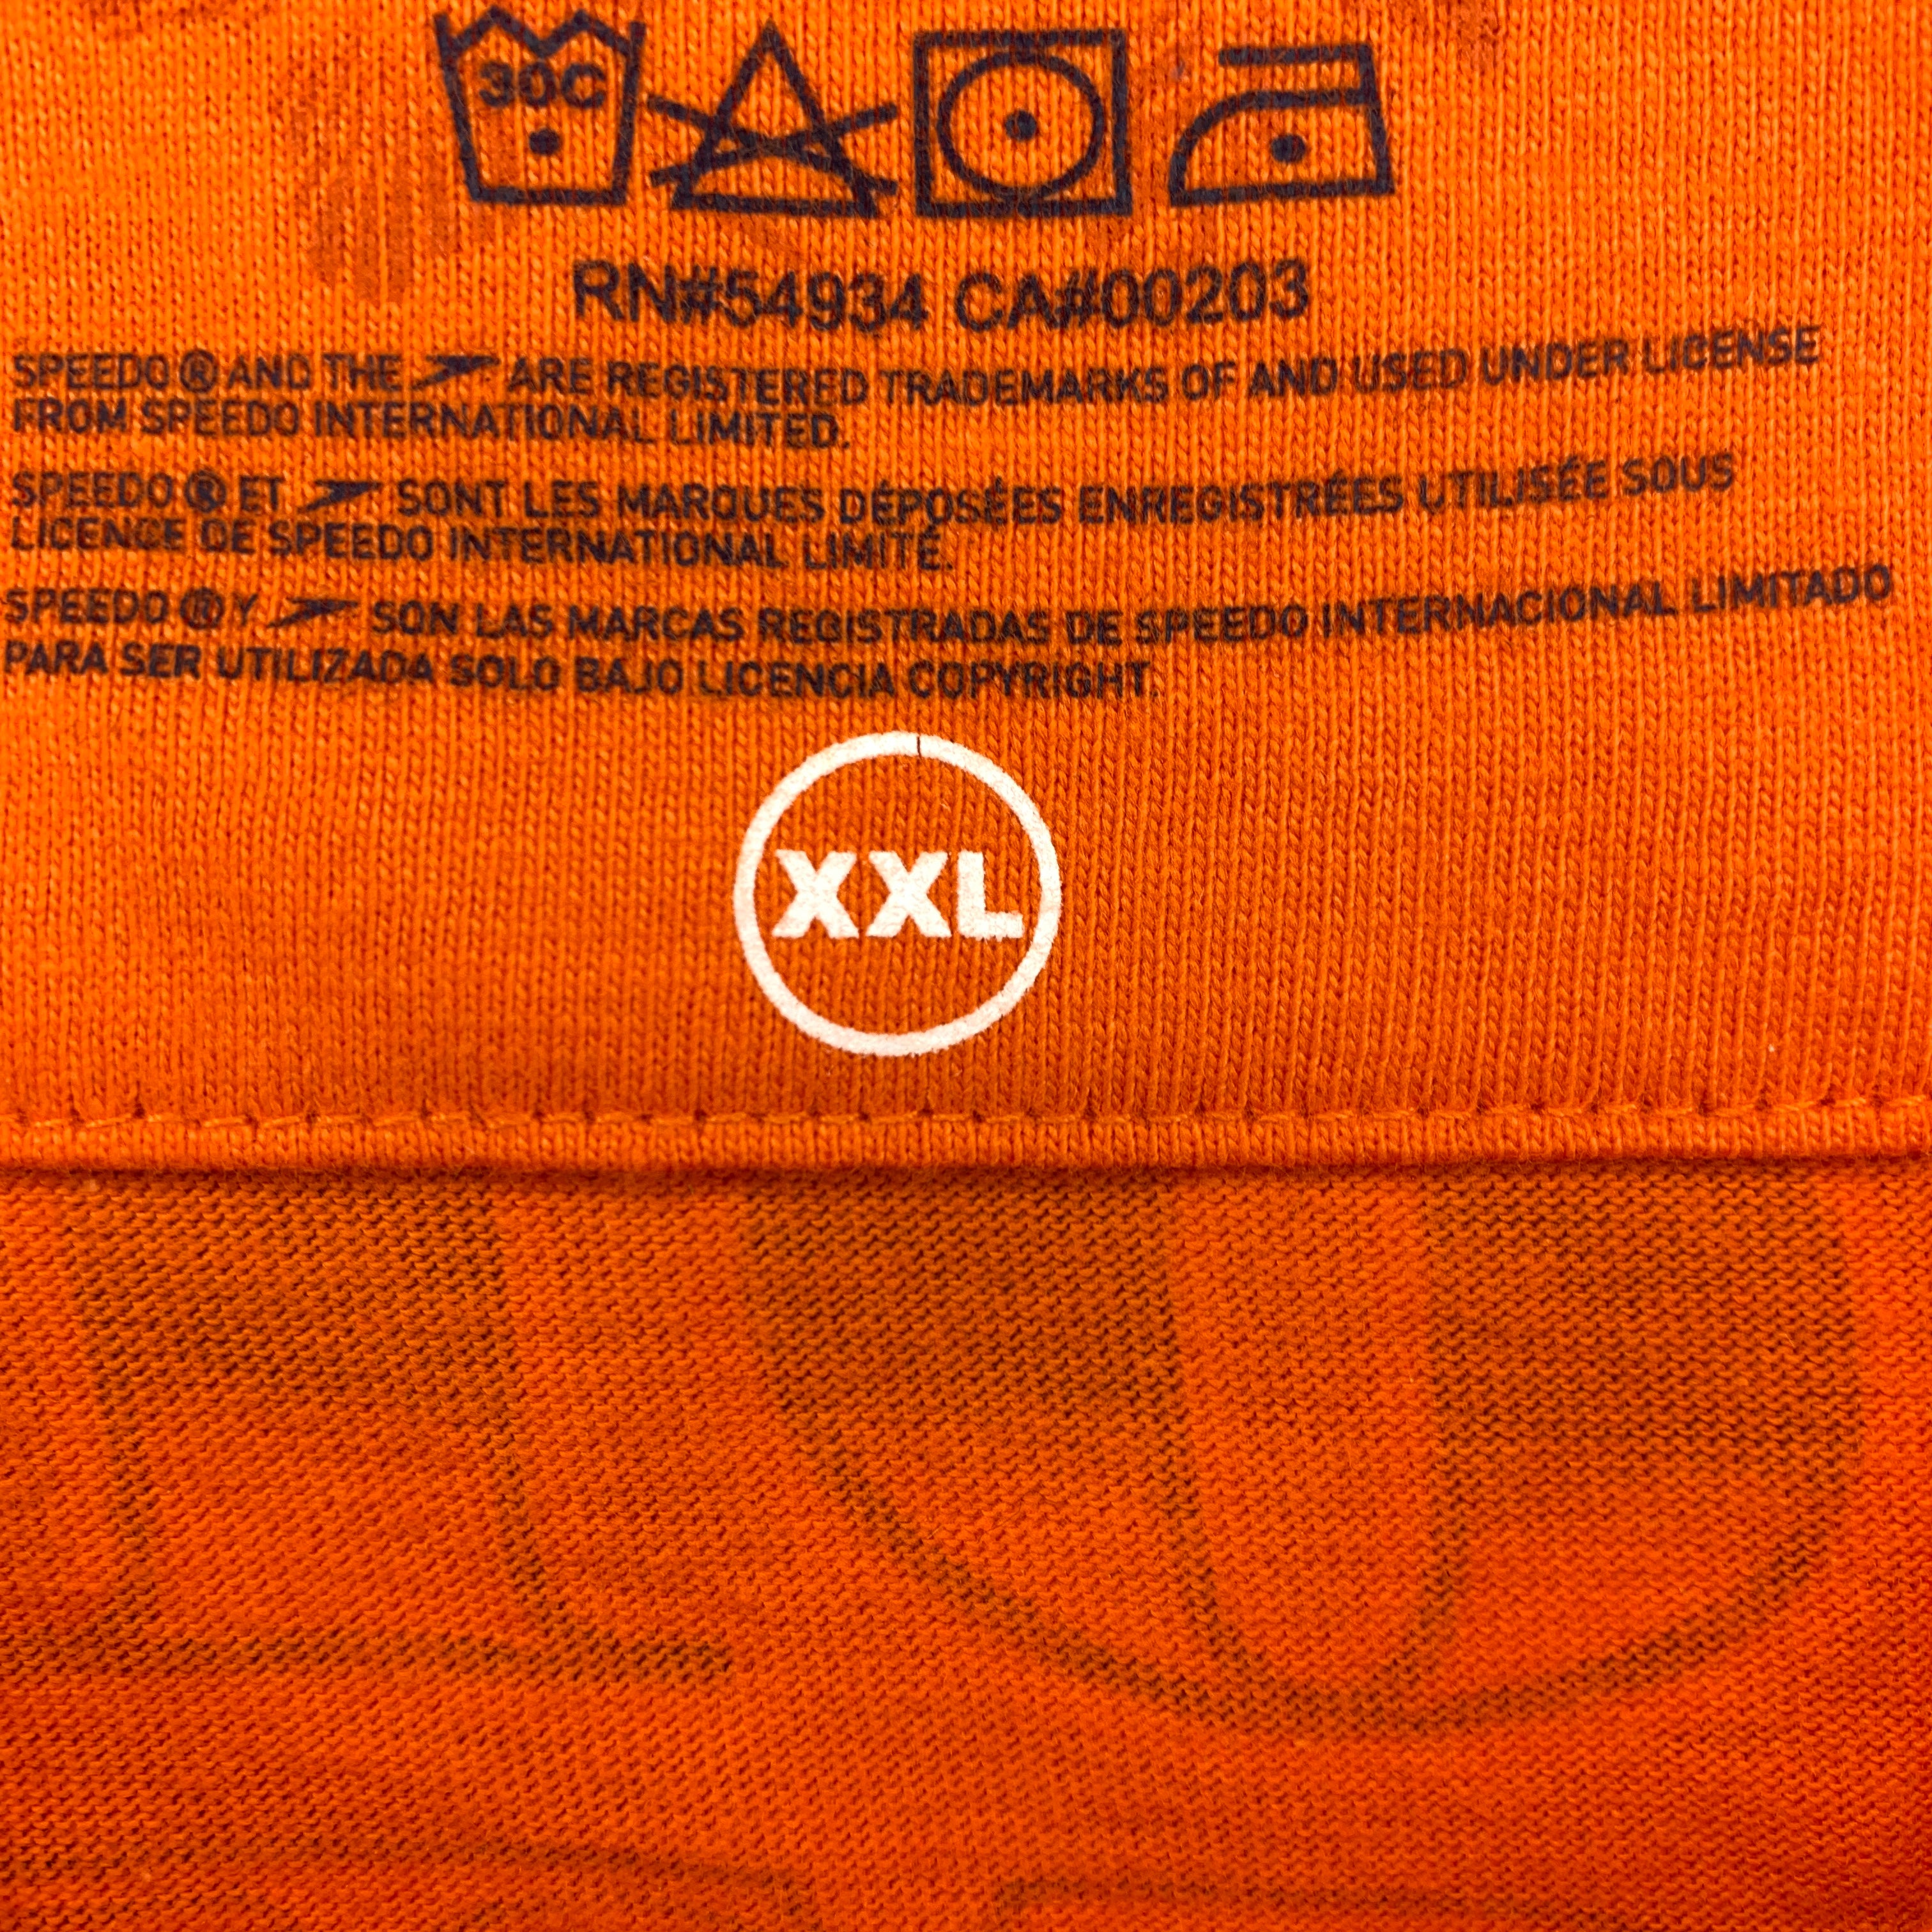 30C
RN#54934 CA#00203
SPEEDO ® AND THE ARE REGISTERED TRADEMARKS OF AND USED UNDER LICENSE
FROM SPEEDO INTERNATIONAL LIMITED.
SPEEDO ® ET SONT LES MARQUES DÉPOSÉES ENREGISTRÉES UTILISÉE SOUS
LICENCE DE SPEEDO INTERNATIONAL LIMITÉ.
SPEEDO ® Y SON LAS MARCAS REGISTRADAS DE SPEEDO INTERNACIONAL LIMITADO
PARA SER UTILIZADA SOLO BAJO LICENCIA COPYRIGHT.
XXL